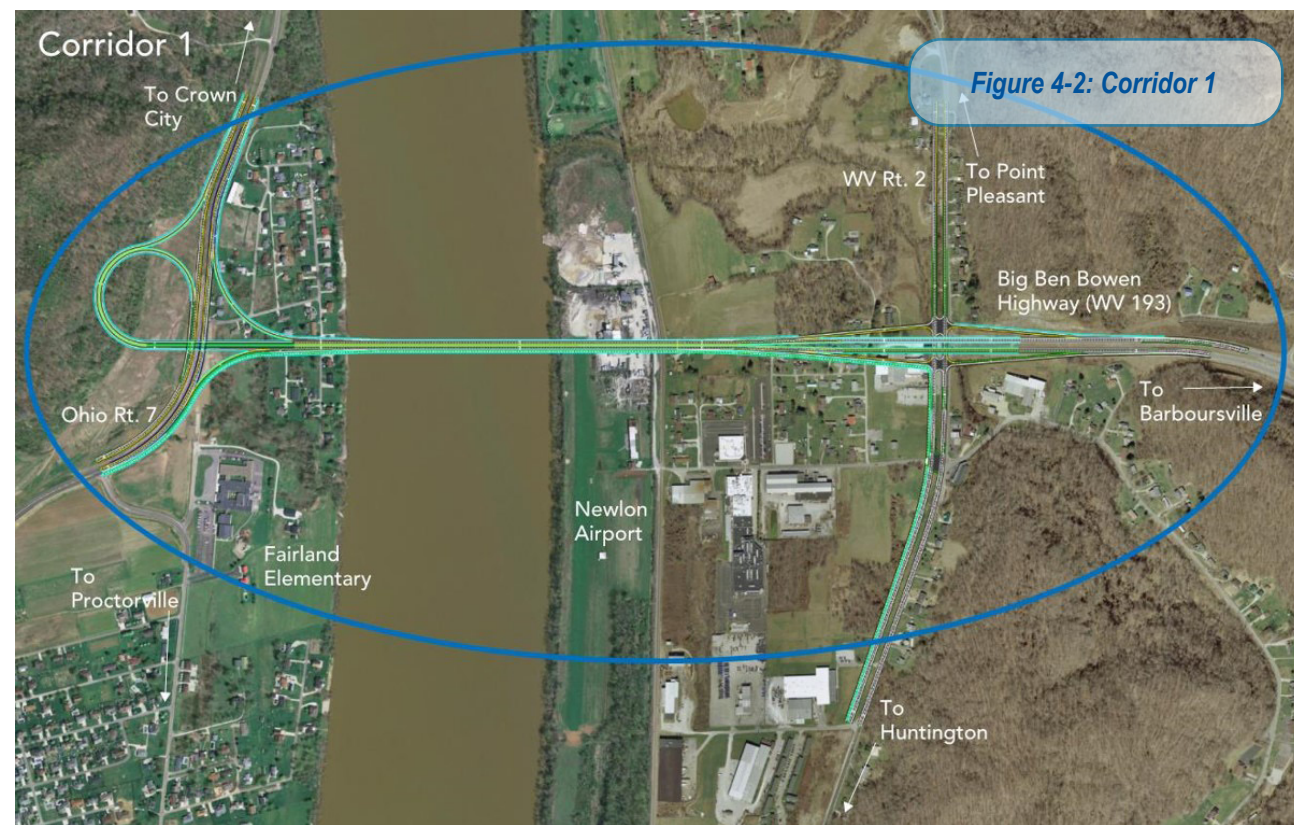 Corridor 1
Figure 4-2: Corridor 1
To Crown
City
WV Rt. 2
To Point
Pleasant
Big Ben Bowen
Highway (WV 193)
To
Barboursville
Ohio Rt. 7
Newlon
Airport
Fairland
Elementary
To
Proctorville
To
Huntington